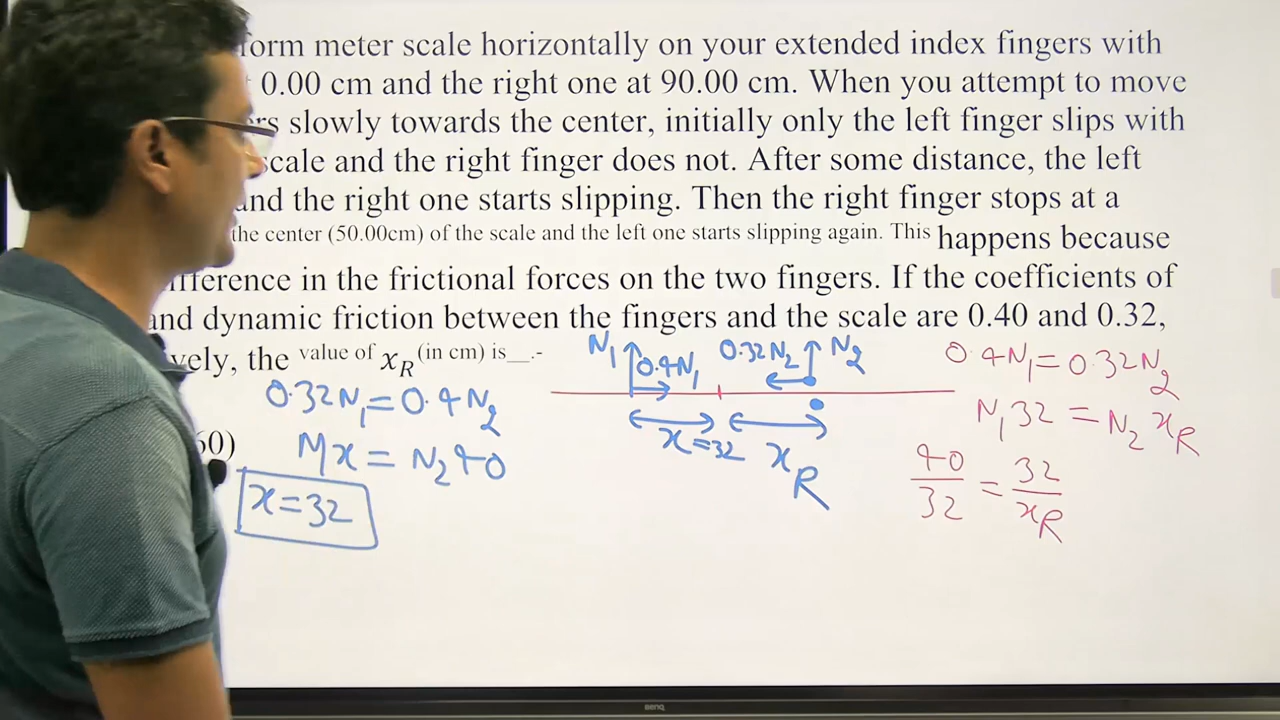 form meter scale horizontally on your extended index fingers with
0.00 cm and the right one at 90.00 cm. When you attempt to move
rs slowly towards the center, initially only the left finger slips with
scale and the right finger does not. After some distance, the left
and the right one starts slipping. Then the right finger stops at a
the center (50.00cm) of the scale and the left one starts slipping again. This happens because
fference in the frictional forces on the two fingers. If the coefficients of
and dynamic friction between the fingers and the scale are 0.40 and 0.32,
vely, the value of x_R (in cm) is__.-
N₁ 0.4N₁ 0.32N₂ N₂
0.4N₁=0.32N₂
0.32N₁=0.4N₂
N₁32 = N₂ x_R
x=32 x_R
60)
Mx = N₂40
40/32 = 32/x_R
x=32
BenQ